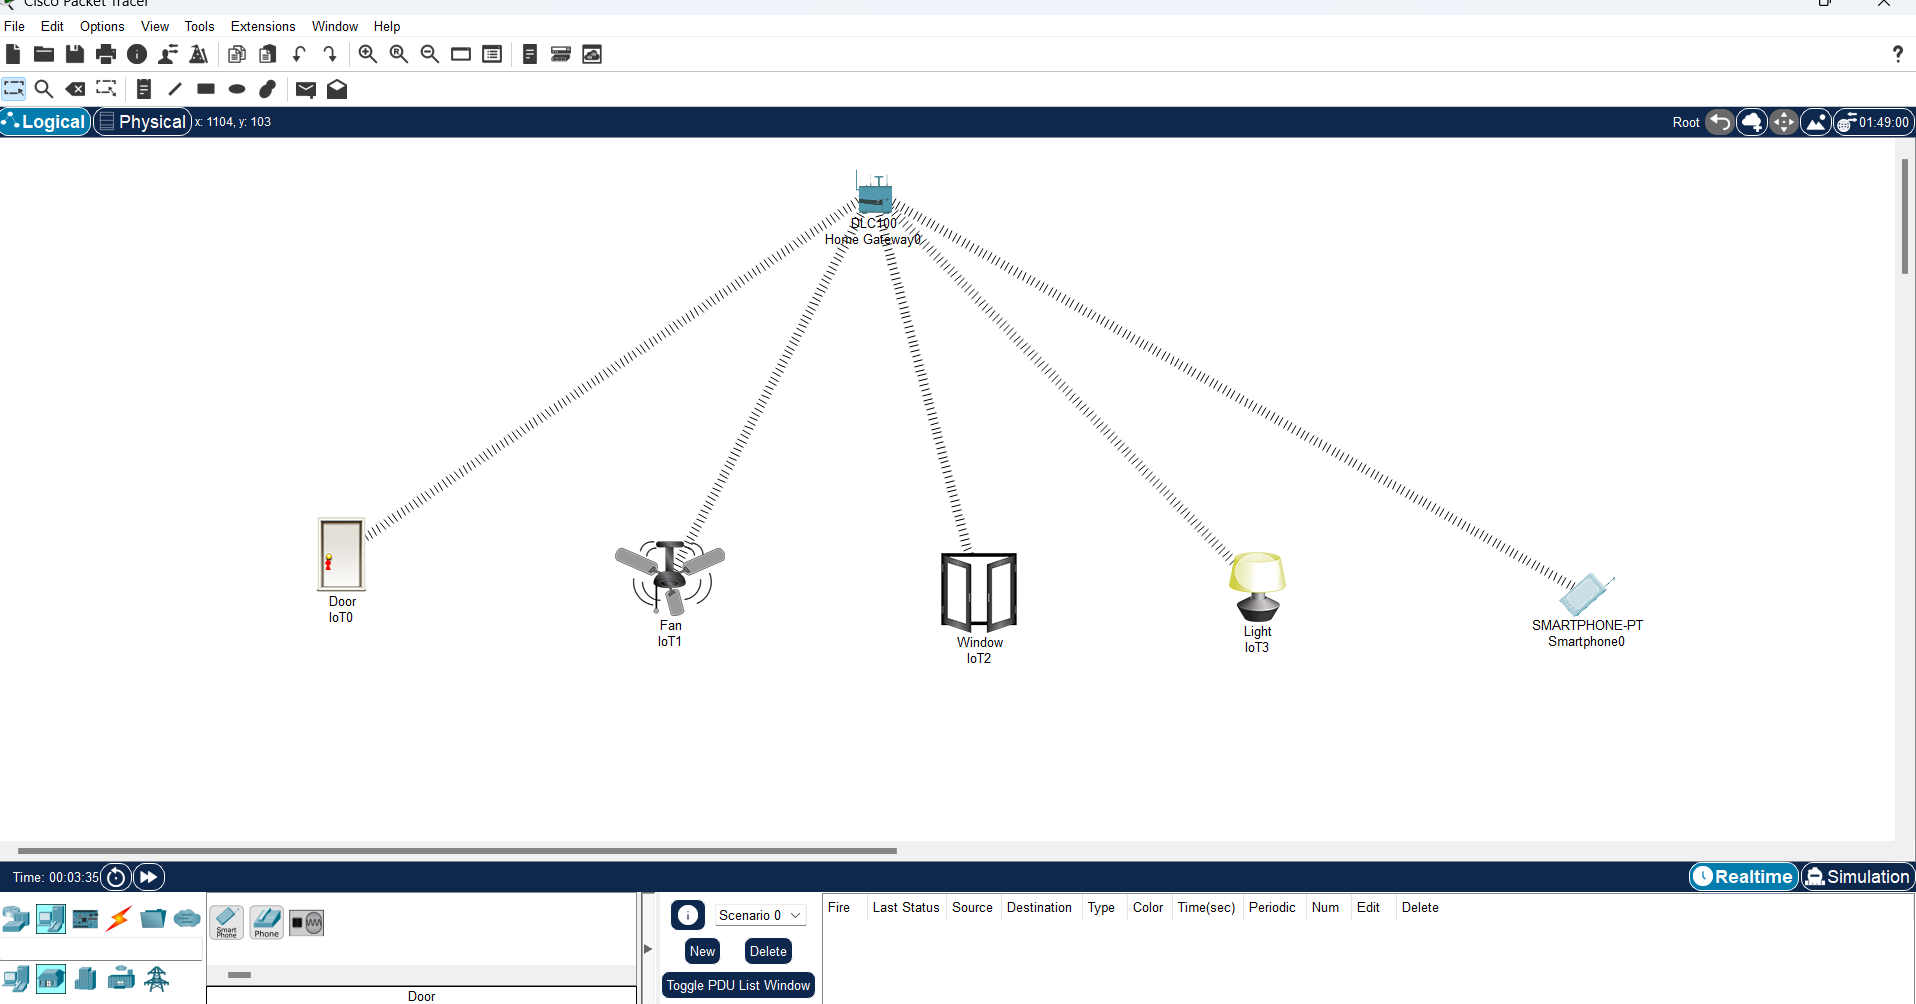 Cisco Packet Tracer
File Edit Options View Tools Extensions Window Help
?
Logical Physical x: 1104, y: 103 Root 01:49:00
DLC100
Home Gateway0
Door
IoT0
Fan
IoT1
Window
IoT2
Light
IoT3
SMARTPHONE-PT
Smartphone0
Time: 00:03:35 Realtime Simulation
Smart
Phone
Phone
Door
Scenario 0
New Delete
Toggle PDU List Window
Fire Last Status Source Destination Type Color Time(sec) Periodic Num Edit Delete